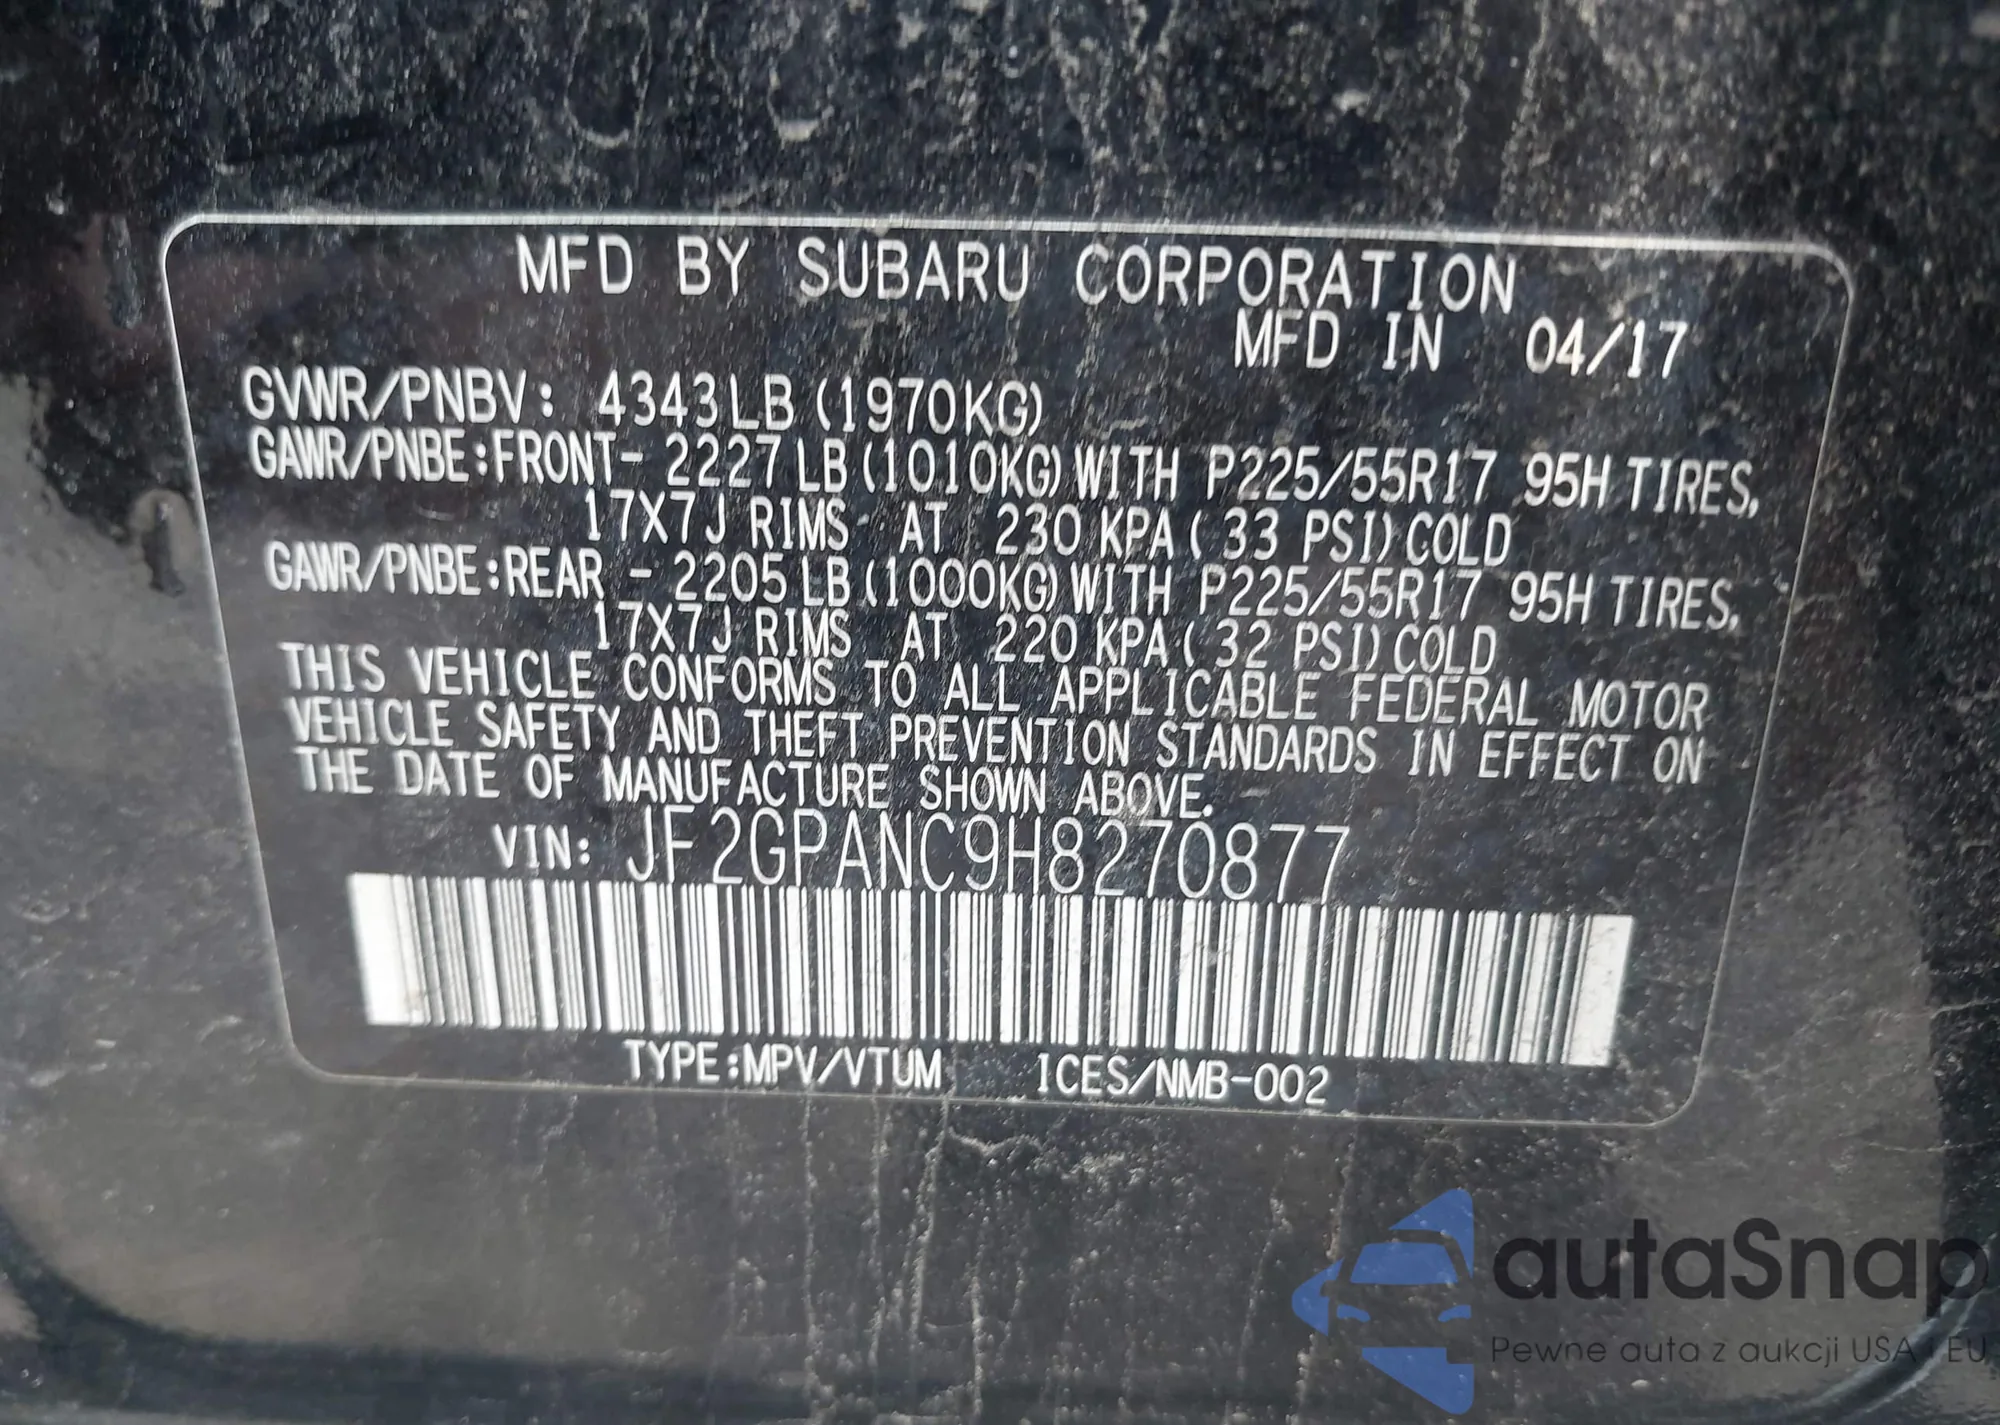 MFD BY SUBARU CORPORATION
MFD IN 04/17
GVWR/PNBV: 4343LB (1970KG)
GAWR/PNBE:FRONT- 2227 LB (1010KG) WITH P225/55R17 95H TIRES,
17X7J RIMS AT 230 KPA ( 33 PSI) COLD
GAWR/PNBE:REAR - 2205 LB (1000KG) WITH P225/55R17 95H TIRES,
17X7J RIMS AT 220 KPA ( 32 PSI) COLD
THIS VEHICLE CONFORMS TO ALL APPLICABLE FEDERAL MOTOR
VEHICLE SAFETY AND THEFT PREVENTION STANDARDS IN EFFECT ON
THE DATE OF MANUFACTURE SHOWN ABOVE.
VIN: JF2GPANC9H8270877
TYPE:MPV/VTUM ICES/NMB-002
autaSnap
Pewne auta z aukcji USA i EU